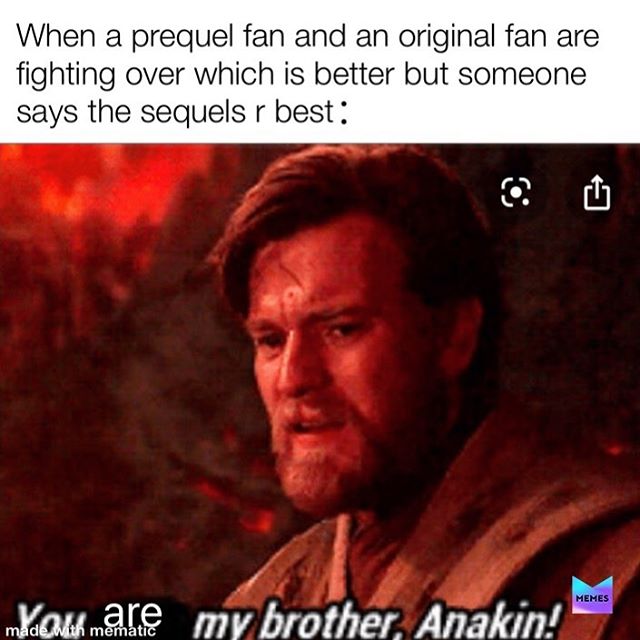 When a prequel fan and an original fan are
fighting over which is better but someone
says the sequels r best:
MEMES
You are my brother, Anakin!
made with mematic